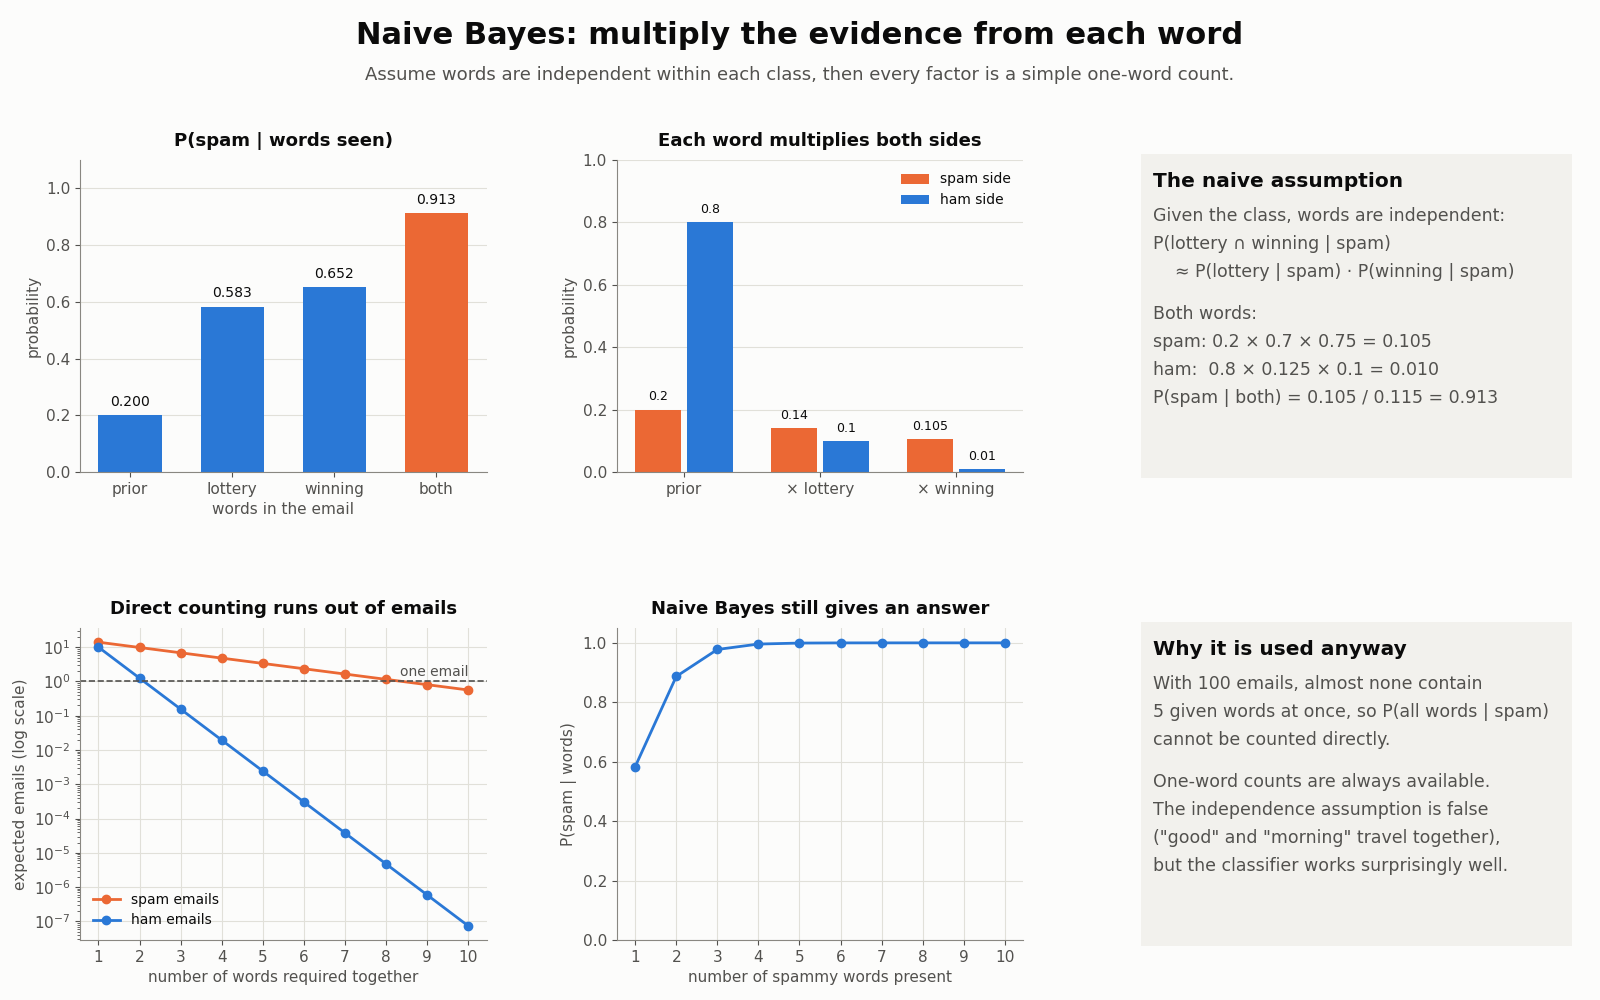 Naive Bayes: multiply the evidence from each word
Assume words are independent within each class, then every factor is a simple one-word count.
P(spam | words seen)
probability
1.0
0.8
0.6
0.4
0.2
0.0
0.200
0.583
0.652
0.913
prior
lottery
winning
both
words in the email
Each word multiplies both sides
probability
1.0
0.8
0.6
0.4
0.2
0.0
spam side
ham side
0.2
0.8
0.14
0.1
0.105
0.01
prior
× lottery
× winning
The naive assumption
Given the class, words are independent:
P(lottery ∩ winning | spam)
≈ P(lottery | spam) · P(winning | spam)
Both words:
spam: 0.2 × 0.7 × 0.75 = 0.105
ham: 0.8 × 0.125 × 0.1 = 0.010
P(spam | both) = 0.105 / 0.115 = 0.913
Direct counting runs out of emails
expected emails (log scale)
10¹
10⁰
10⁻¹
10⁻²
10⁻³
10⁻⁴
10⁻⁵
10⁻⁶
10⁻⁷
one email
spam emails
ham emails
1 2 3 4 5 6 7 8 9 10
number of words required together
Naive Bayes still gives an answer
P(spam | words)
1.0
0.8
0.6
0.4
0.2
0.0
1 2 3 4 5 6 7 8 9 10
number of spammy words present
Why it is used anyway
With 100 emails, almost none contain
5 given words at once, so P(all words | spam)
cannot be counted directly.
One-word counts are always available.
The independence assumption is false
("good" and "morning" travel together),
but the classifier works surprisingly well.